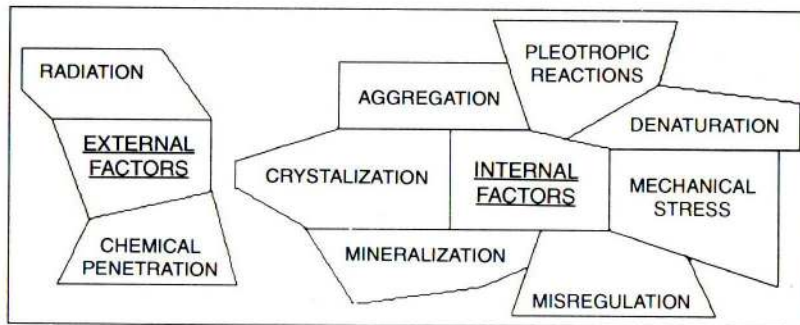 RADIATION
EXTERNAL
FACTORS
CHEMICAL
PENETRATION
PLEOTROPIC
REACTIONS
AGGREGATION
DENATURATION
CRYSTALIZATION
INTERNAL
FACTORS
MECHANICAL
STRESS
MINERALIZATION
MISREGULATION